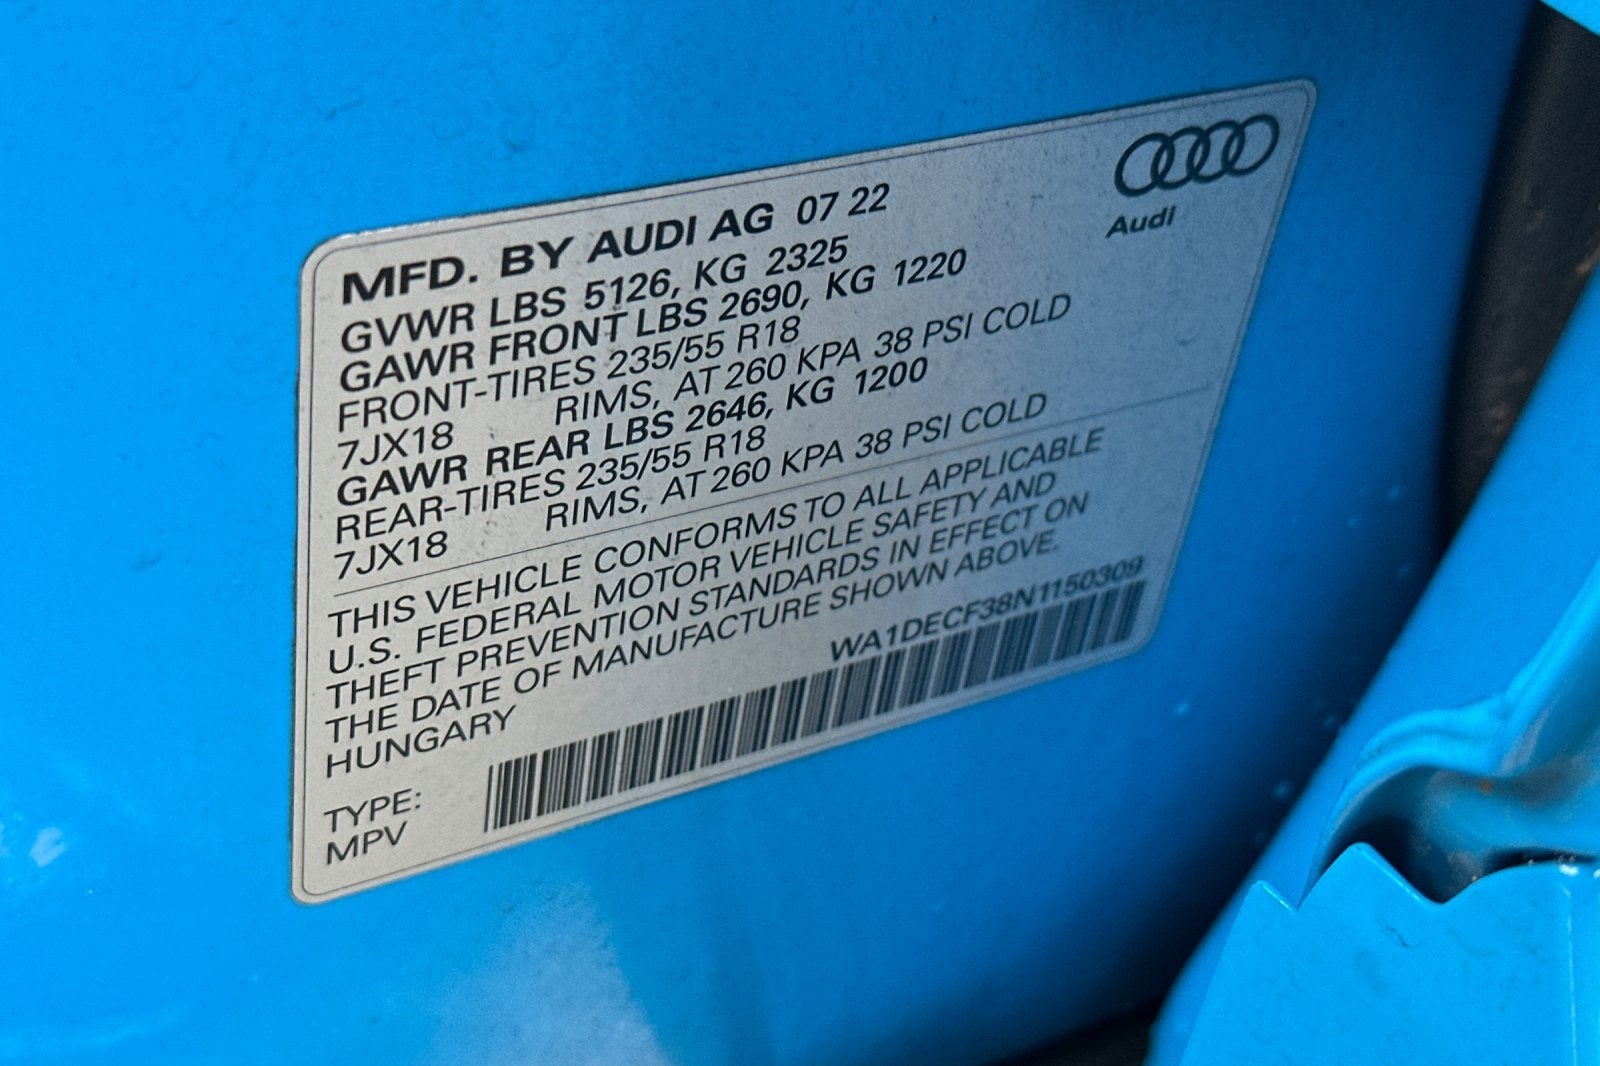 MFD. BY AUDI AG 07 22
GVWR LBS 5126, KG 2325
GAWR FRONT LBS 2690, KG 1220
FRONT-TIRES 235/55 R18
7JX18 RIMS, AT 260 KPA 38 PSI COLD
GAWR REAR LBS 2646, KG 1200
REAR-TIRES 235/55 R18
7JX18 RIMS, AT 260 KPA 38 PSI COLD
THIS VEHICLE CONFORMS TO ALL APPLICABLE
U.S. FEDERAL MOTOR VEHICLE SAFETY AND
THEFT PREVENTION STANDARDS IN EFFECT ON
THE DATE OF MANUFACTURE SHOWN ABOVE.
HUNGARY
WA1DECF38N1150309
TYPE:
MPV
Audi